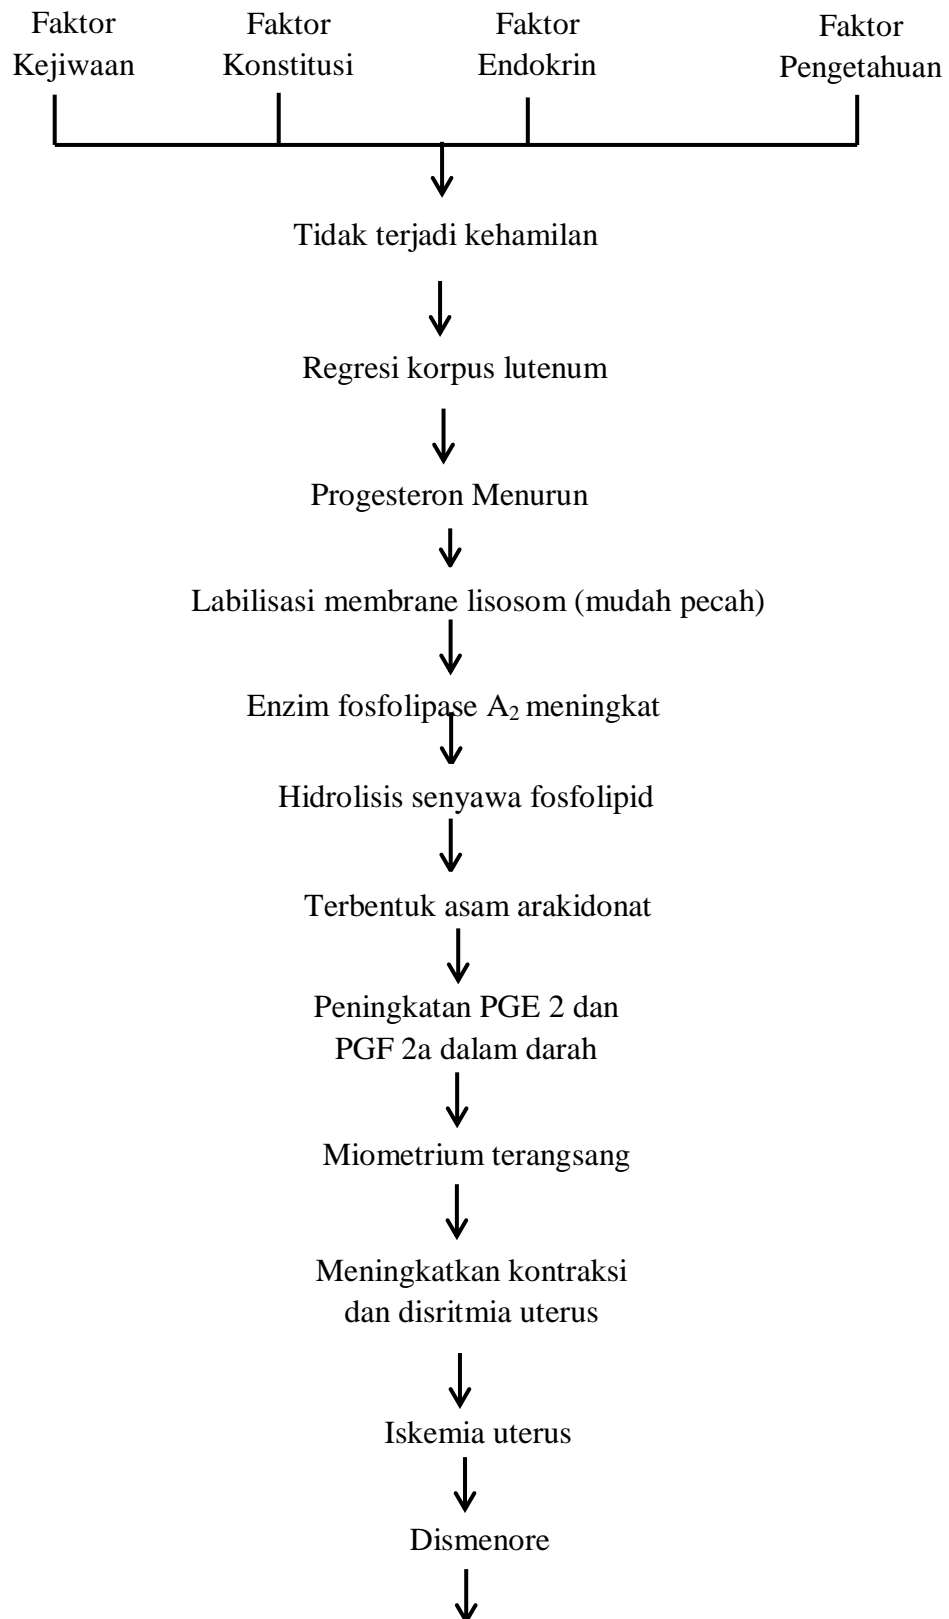 Faktor
Kejiwaan
Faktor
Konstitusi
Faktor
Endokrin
Faktor
Pengetahuan
Tidak terjadi kehamilan
Regresi korpus lutenum
Progesteron Menurun
Labilisasi membrane lisosom (mudah pecah)
Enzim fosfolipase A₂ meningkat
Hidrolisis senyawa fosfolipid
Terbentuk asam arakidonat
Peningkatan PGE 2 dan
PGF 2a dalam darah
Miometrium terangsang
Meningkatkan kontraksi
dan disritmia uterus
Iskemia uterus
Dismenore